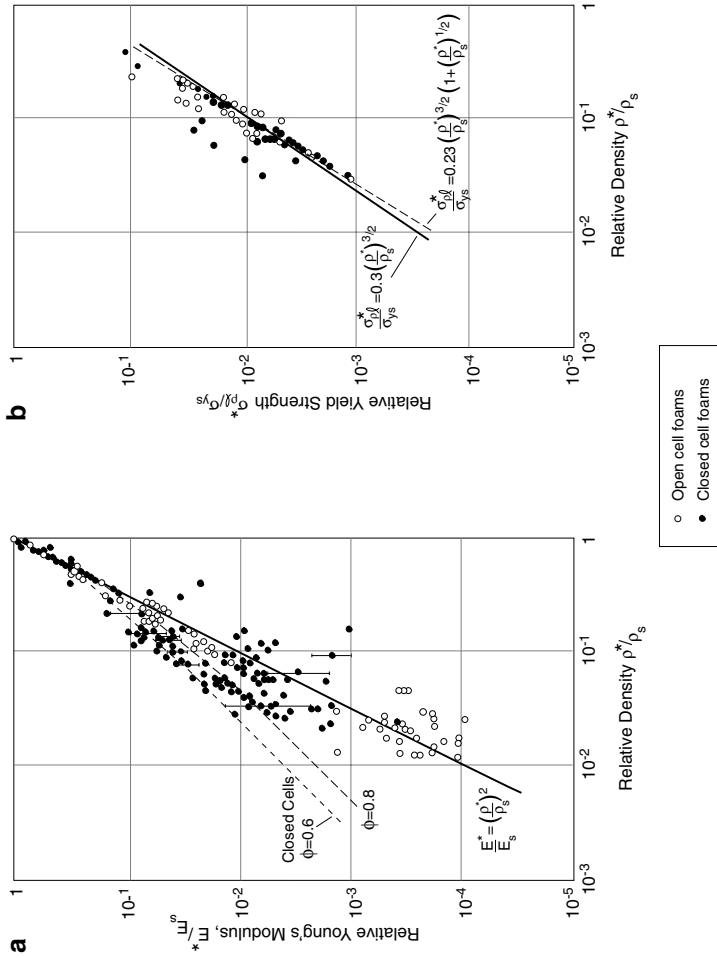 a
Relative Young's Modulus, E*/Es
1
10-1
10-2
10-3
10-4
10-5
10-3
10-2
10-1
1
Relative Density ρ*/ρs
Closed Cells
ϕ=0.6
ϕ=0.8
E*/Es = (ρ*/ρs)2
b
Relative Yield Strength σ*ρℓ/σys
1
10-1
10-2
10-3
10-4
10-5
10-3
10-2
10-1
1
Relative Density ρ*/ρs
σ*ρℓ/σys =0.3 (ρ*/ρs)3/2
σ*ρℓ/σys =0.23 (ρ*/ρs)3/2 (1+(ρ*/ρs)1/2)
Open cell foams
Closed cell foams